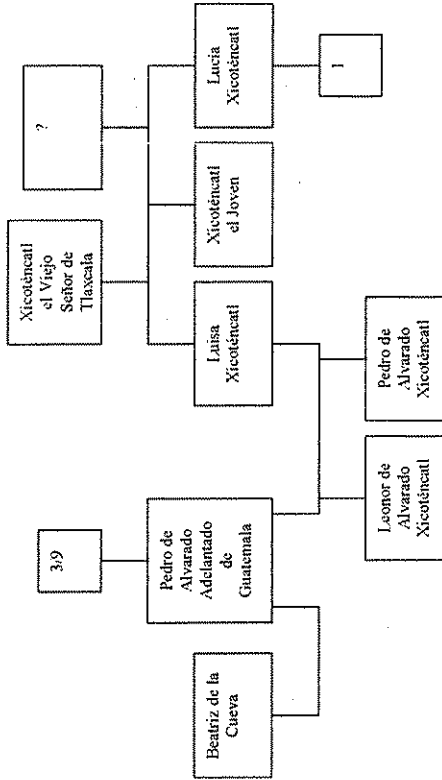 Xicoténcatl
el Viejo
Señor de
Tlaxcala
?
3/9
Pedro de
Alvarado
Adelantado
de
Guatemala
Luisa
Xicoténcatl
Xicoténcatl
el Joven
Lucia
Xicoténcatl
Beatriz de la
Cueva
Leonor de
Alvarado
Xicoténcatl
Pedro de
Alvarado
Xicoténcatl
1